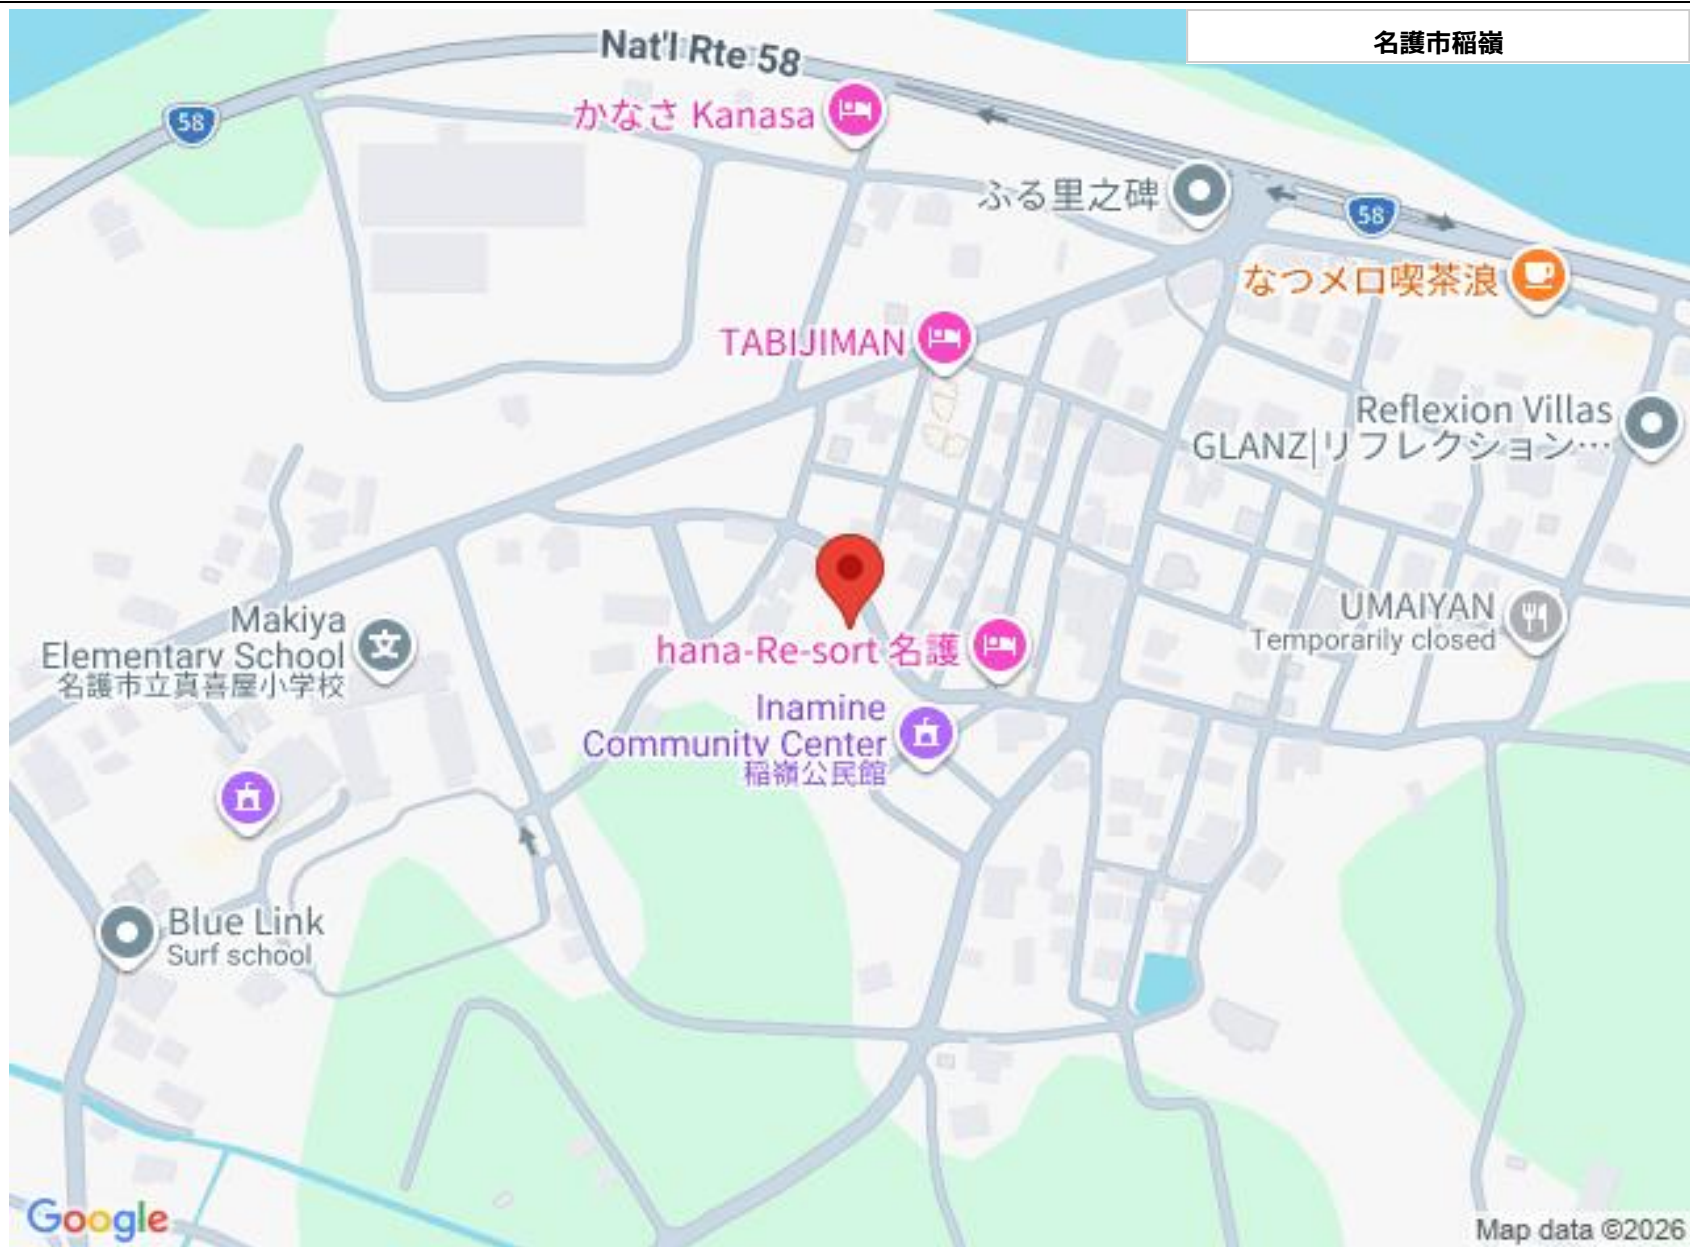 名護市稲嶺
Nat'l Rte 58
58
かなさ Kanasa
ふる里之碑
58
なつメロ喫茶浪
TABIJIMAN
Reflexion Villas
GLANZ|リフレクション…
Makiya
Elementary School
名護市立真喜屋小学校
UMAIYAN
Temporarily closed
hana-Re-sort 名護
Inamine
Community Center
稲嶺公民館
Blue Link
Surf school
Google
Map data ©2026